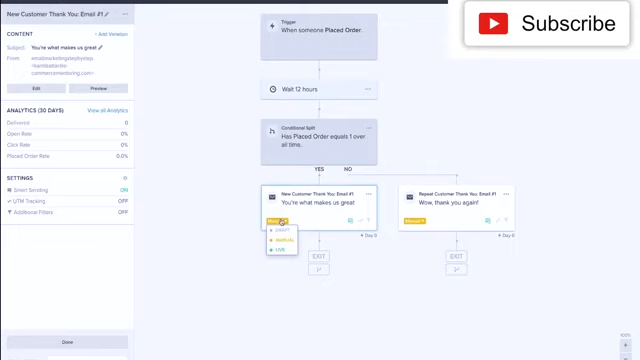 New Customer Thank You: Email #1
CONTENT
+ Add Variation
Subject: You're what makes us great
From:
Edit
Preview
ANALYTICS (30 DAYS)
View all Analytics
Delivered 0
Open Rate 0%
Click Rate 0%
Placed Order Rate 0.0%
SETTINGS
Smart Sending ON
UTM Tracking OFF
Additional Filters OFF
Done
Trigger
When someone Placed Order.
Wait 12 hours
Conditional Split
Has Placed Order equals 1 over
all time.
YES NO
New Customer Thank You: Email #1
You're what makes us great
DRAFT
MANUAL
LIVE
Day 0
EXIT
Repeat Customer Thank You: Email #1
Wow, thank you again!
Manual
Day 0
EXIT
Subscribe
100%